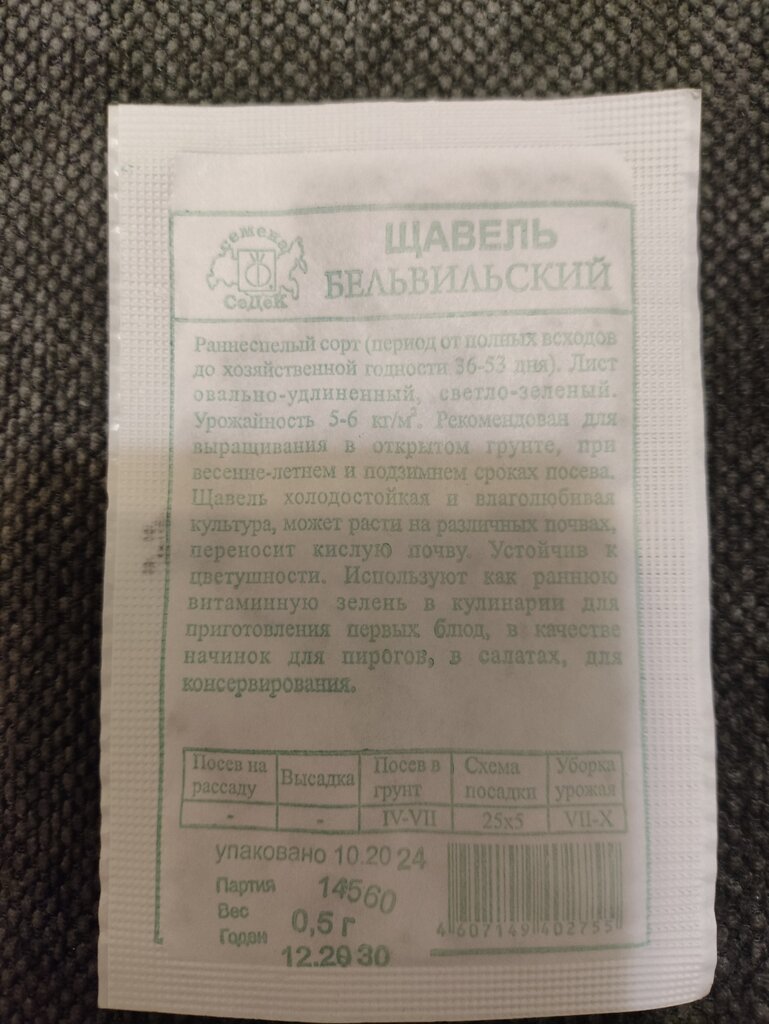 семена
СеДеК
ЩАВЕЛЬ
БЕЛЬВИЛЬСКИЙ
Раннеспелый сорт (период от полных всходов
до хозяйственной годности 36-53 дня). Лист
овально-удлиненный, светло-зеленый.
Урожайность 5-6 кг/м². Рекомендован для
выращивания в открытом грунте, при
весенне-летнем и подзимнем сроках посева.
Щавель холодостойкая и влаголюбивая
культура, может расти на различных почвах,
переносит кислую почву. Устойчив к
цветушности. Используют как раннюю
витаминную зелень в кулинарии для
приготовления первых блюд, в качестве
начинок для пирогов, в салатах, для
консервирования.
Посев на рассаду Высадка Посев в грунт Схема посадки Уборка урожая
- - IV-VII 25х5 VII-X
упаковано 10.2024
Партия 14560
Вес 0,5 г
Годен 12.2030
4 607149 402755